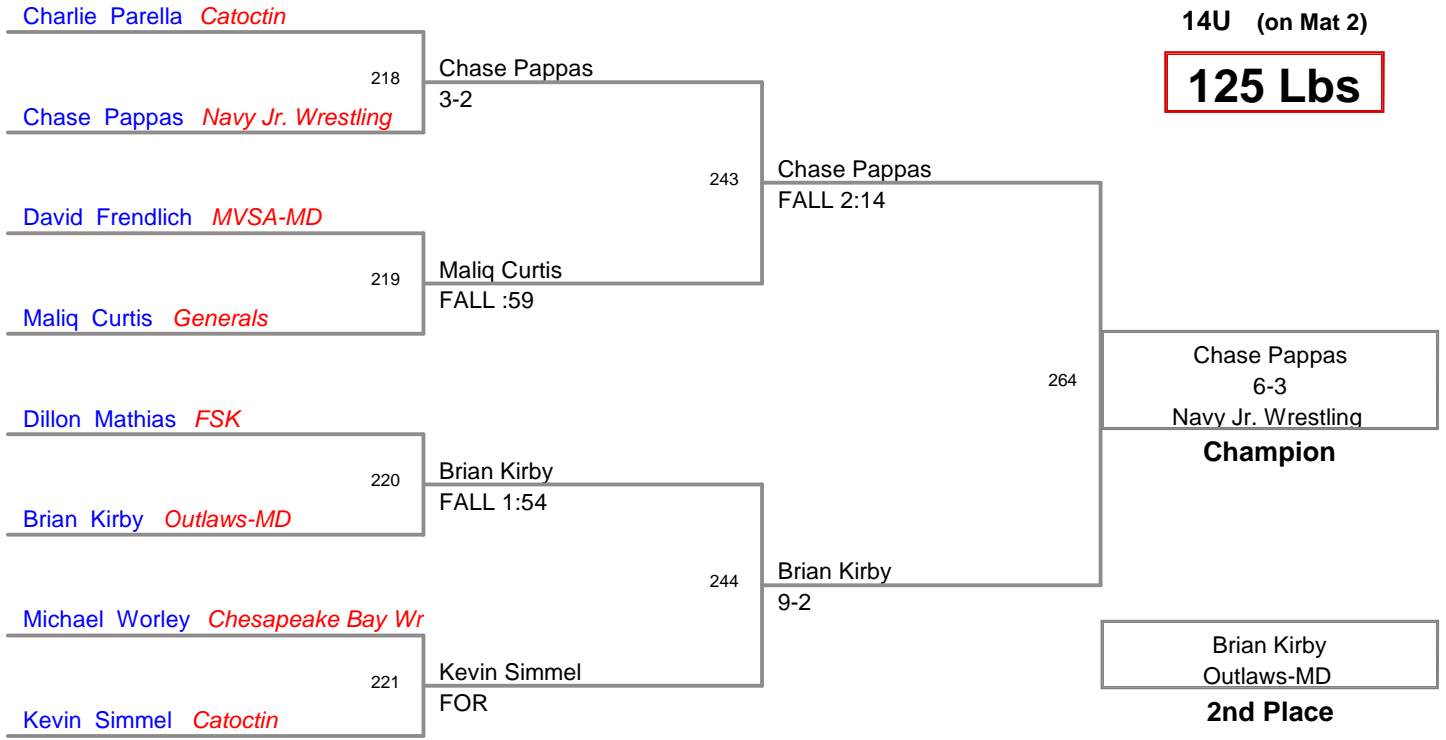 Charlie Parella Catoctin
14U (on Mat 2)
125 Lbs
218
Chase Pappas
3-2
Chase Pappas Navy Jr. Wrestling
243
Chase Pappas
FALL 2:14
David Frendlich MVSA-MD
219
Maliq Curtis
FALL :59
Maliq Curtis Generals
264
Chase Pappas
6-3
Navy Jr. Wrestling
Champion
Dillon Mathias FSK
220
Brian Kirby
FALL 1:54
Brian Kirby Outlaws-MD
244
Brian Kirby
9-2
Michael Worley Chesapeake Bay Wr
221
Kevin Simmel
FOR
Kevin Simmel Catoctin
Brian Kirby
Outlaws-MD
2nd Place